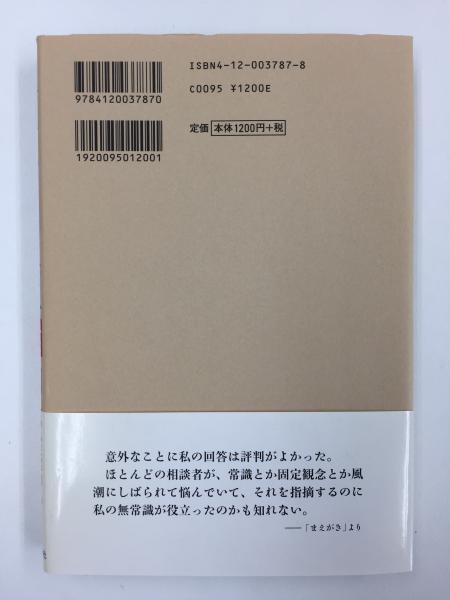 ISBN4-12-003787-8
9784120037870
C0095 ¥1200E
定価 本体1200円+税
1920095012001
意外なことに私の回答は評判がよかった。
ほとんどの相談者が、常識とか固定観念とか風
潮にしばられて悩んでいて、それを指摘するのに
私の無常識が役立ったのかも知れない。
──「まえがき」より